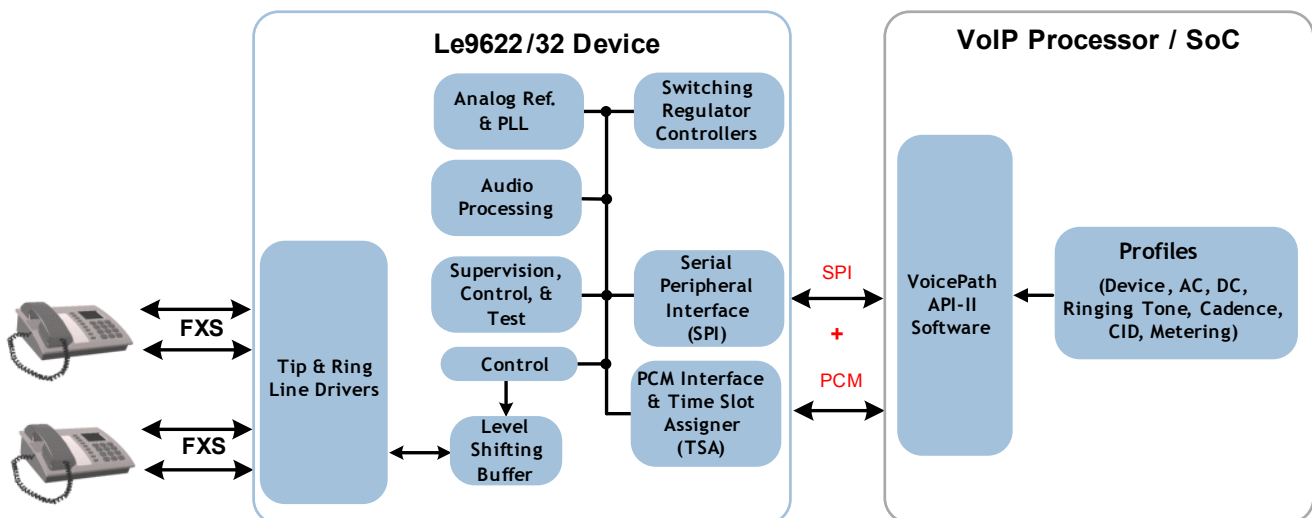 Le9622/32 Device
VoIP Processor / SoC
Analog Ref.
& PLL
Switching
Regulator
Controllers
Audio
Processing
Supervision,
Control, &
Test
Serial
Peripheral
Interface
(SPI)
Control
PCM Interface
& Time Slot
Assigner
(TSA)
Level
Shifting
Buffer
Tip & Ring
Line Drivers
FXS
FXS
SPI
+
PCM
VoicePath
API-II
Software
Profiles
(Device, AC, DC,
Ringing Tone, Cadence,
CID, Metering)